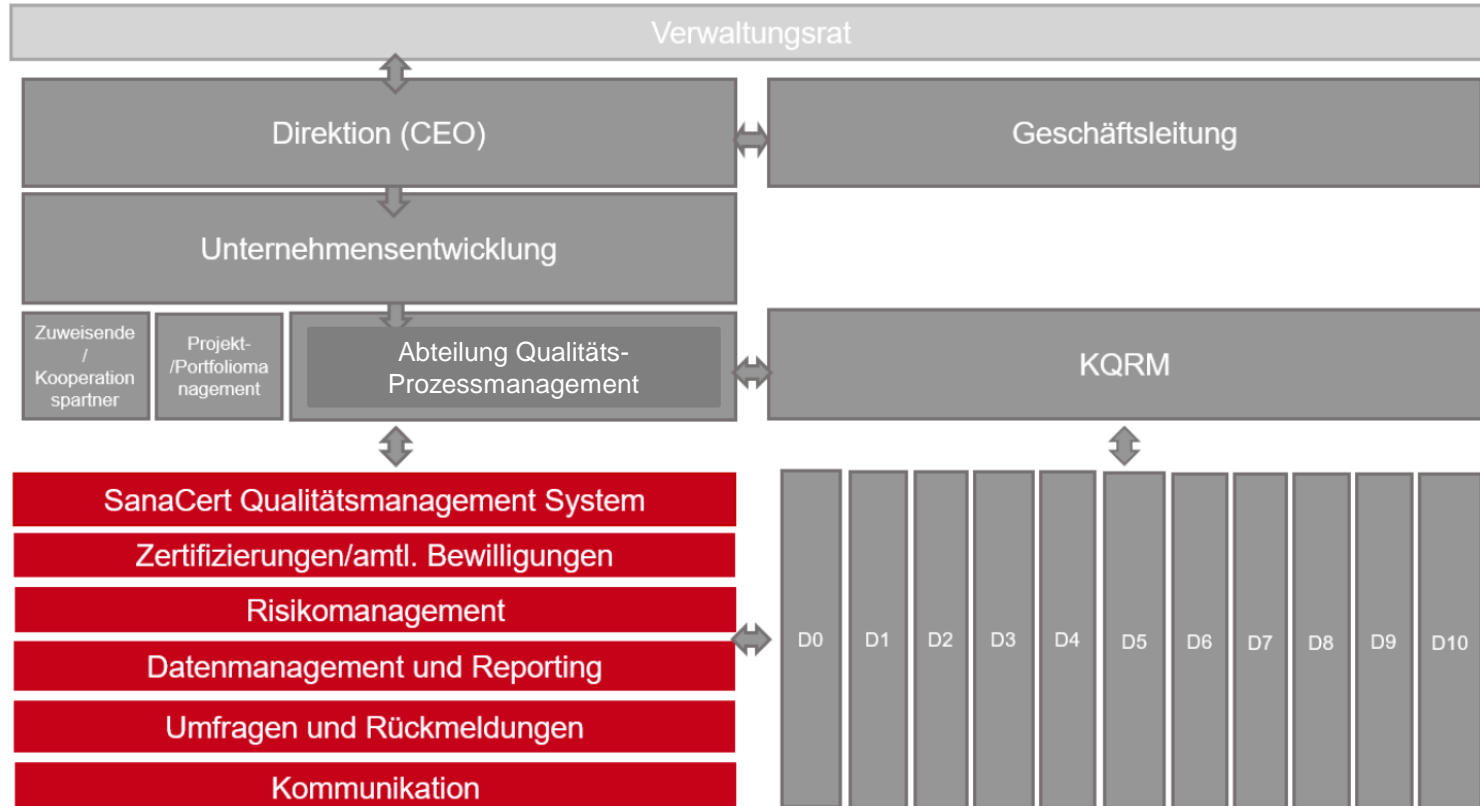 Verwaltungsrat
Direktion (CEO)
Geschäftsleitung
Unternehmensentwicklung
Zuweisende
/
Kooperation
spartner
Projekt-
/Portfolioma
nagement
Abteilung Qualitäts-
Prozessmanagement
KQRM
SanaCert Qualitätsmanagement System
Zertifizierungen/amtl. Bewilligungen
Risikomanagement
Datenmanagement und Reporting
Umfragen und Rückmeldungen
Kommunikation
D0 D1 D2 D3 D4 D5 D6 D7 D8 D9 D10